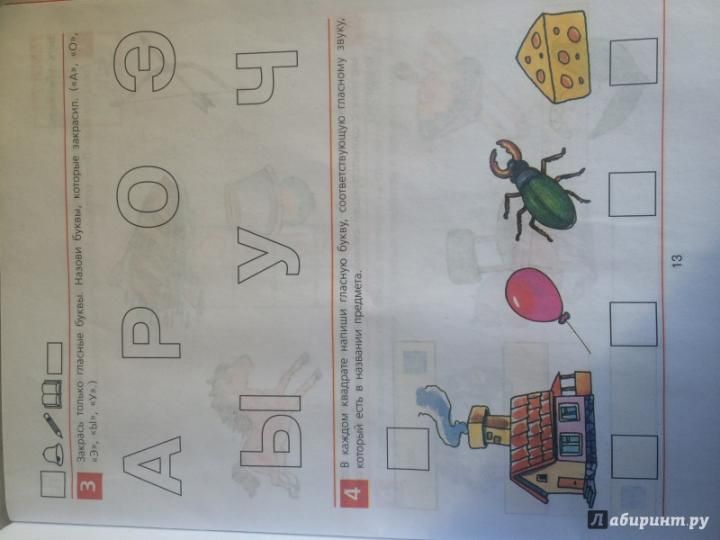 3
Закрась только гласные буквы. Назови буквы, которые закрасил. («А», «О»,
«Э», «Ы», «У».)
А Р О Э
Ы У Ч
4
В каждом квадрате напиши гласную букву, соответствующую гласному звуку,
который есть в названии предмета.
13
Лабиринт.ру